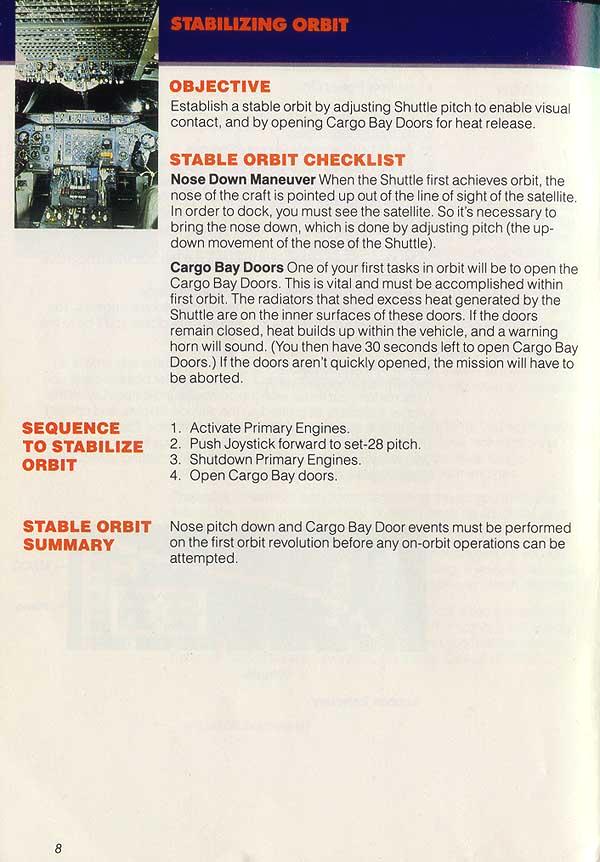 STABILIZING ORBIT
OBJECTIVE
Establish a stable orbit by adjusting Shuttle pitch to enable visual
contact, and by opening Cargo Bay Doors for heat release.
STABLE ORBIT CHECKLIST
Nose Down Maneuver When the Shuttle first achieves orbit, the
nose of the craft is pointed up out of the line of sight of the satellite.
In order to dock, you must see the satellite. So it's necessary to
bring the nose down, which is done by adjusting pitch (the up-
down movement of the nose of the Shuttle).
Cargo Bay Doors One of your first tasks in orbit will be to open the
Cargo Bay Doors. This is vital and must be accomplished within
first orbit. The radiators that shed excess heat generated by the
Shuttle are on the inner surfaces of these doors. If the doors
remain closed, heat builds up within the vehicle, and a warning
horn will sound. (You then have 30 seconds left to open Cargo Bay
Doors.) If the doors aren't quickly opened, the mission will have to
be aborted.
SEQUENCE
TO STABILIZE
ORBIT
1. Activate Primary Engines.
2. Push Joystick forward to set-28 pitch.
3. Shutdown Primary Engines.
4. Open Cargo Bay doors.
STABLE ORBIT
SUMMARY
Nose pitch down and Cargo Bay Door events must be performed
on the first orbit revolution before any on-orbit operations can be
attempted.
8